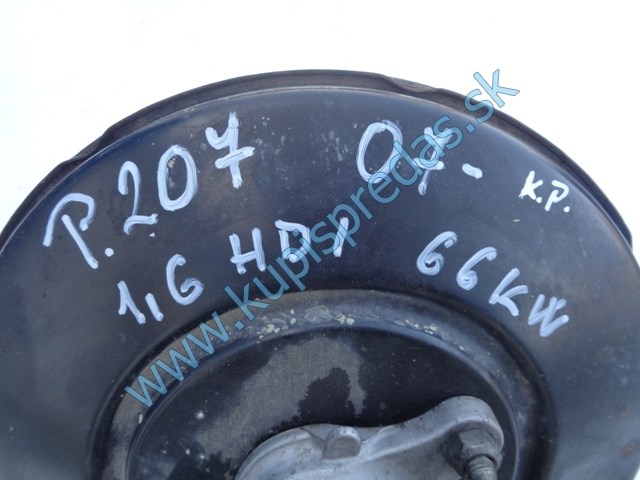 P.207 07-
K.P.
1,6 HDI 66KW
www.kupispredas.sk